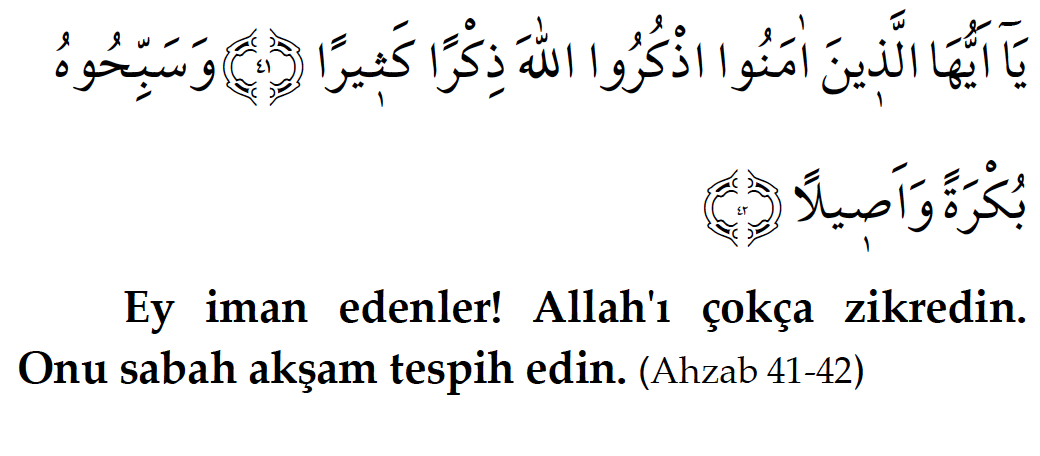 يَٓا اَيُّهَا الَّذ۪ينَ اٰمَنُوا اذْكُرُوا اللّٰهَ ذِكْرًا كَث۪يرًا ﴿٤١﴾ وَسَبِّحُوهُ
بُكْرَةً وَاَص۪يلًا ﴿٤٢﴾
Ey iman edenler! Allah'ı çokça zikredin.
Onu sabah akşam tespih edin. (Ahzab 41-42)